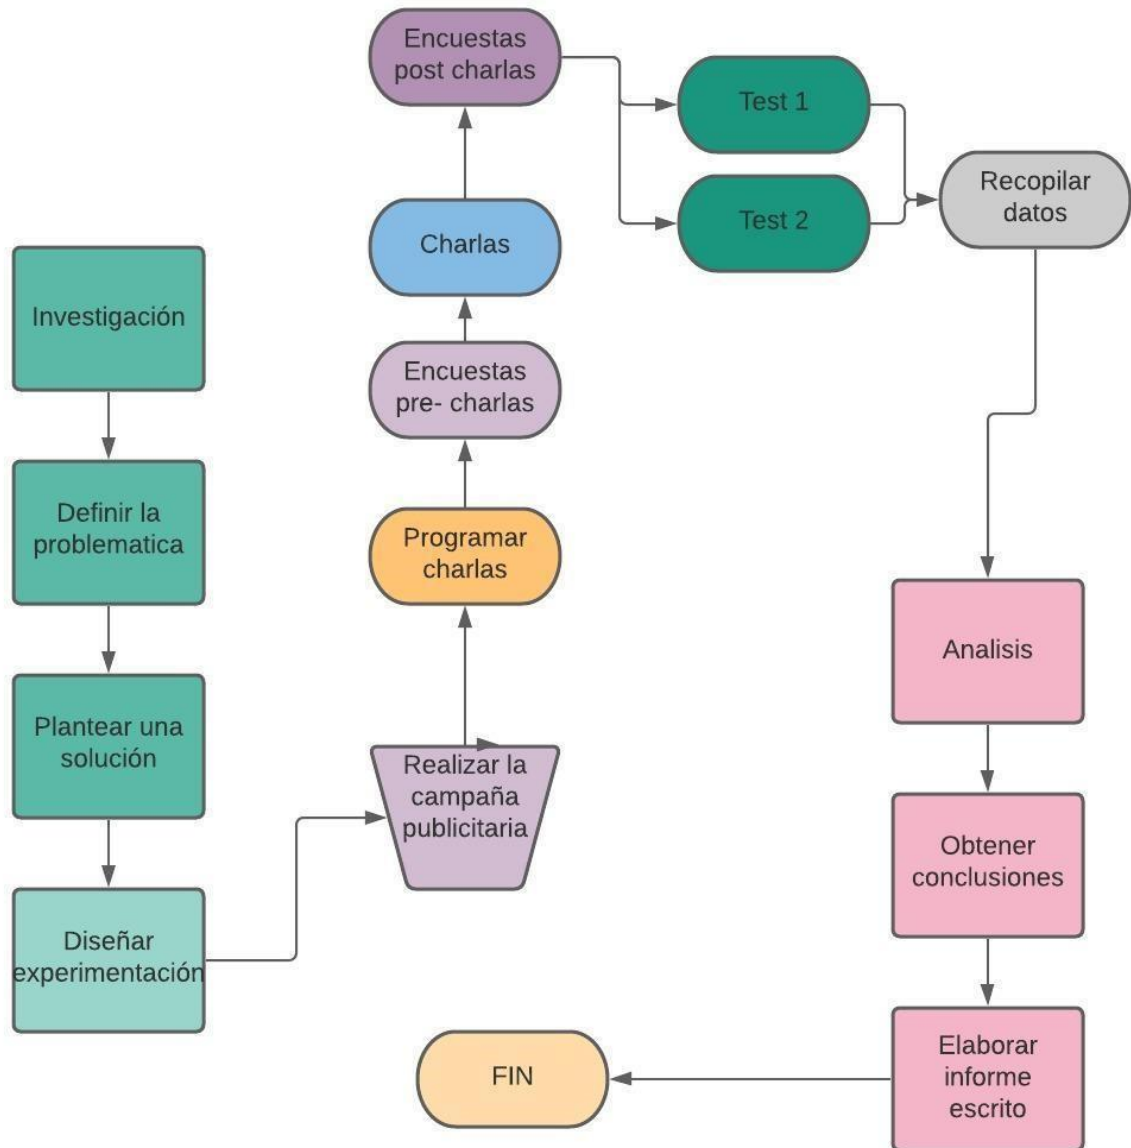 Investigación
Definir la
problematica
Plantear una
solución
Diseñar
experimentación
Realizar la
campaña
publicitaria
Programar
charlas
Encuestas
pre- charlas
Charlas
Encuestas
post charlas
Test 1
Test 2
Recopilar
datos
Analisis
Obtener
conclusiones
Elaborar
informe
escrito
FIN